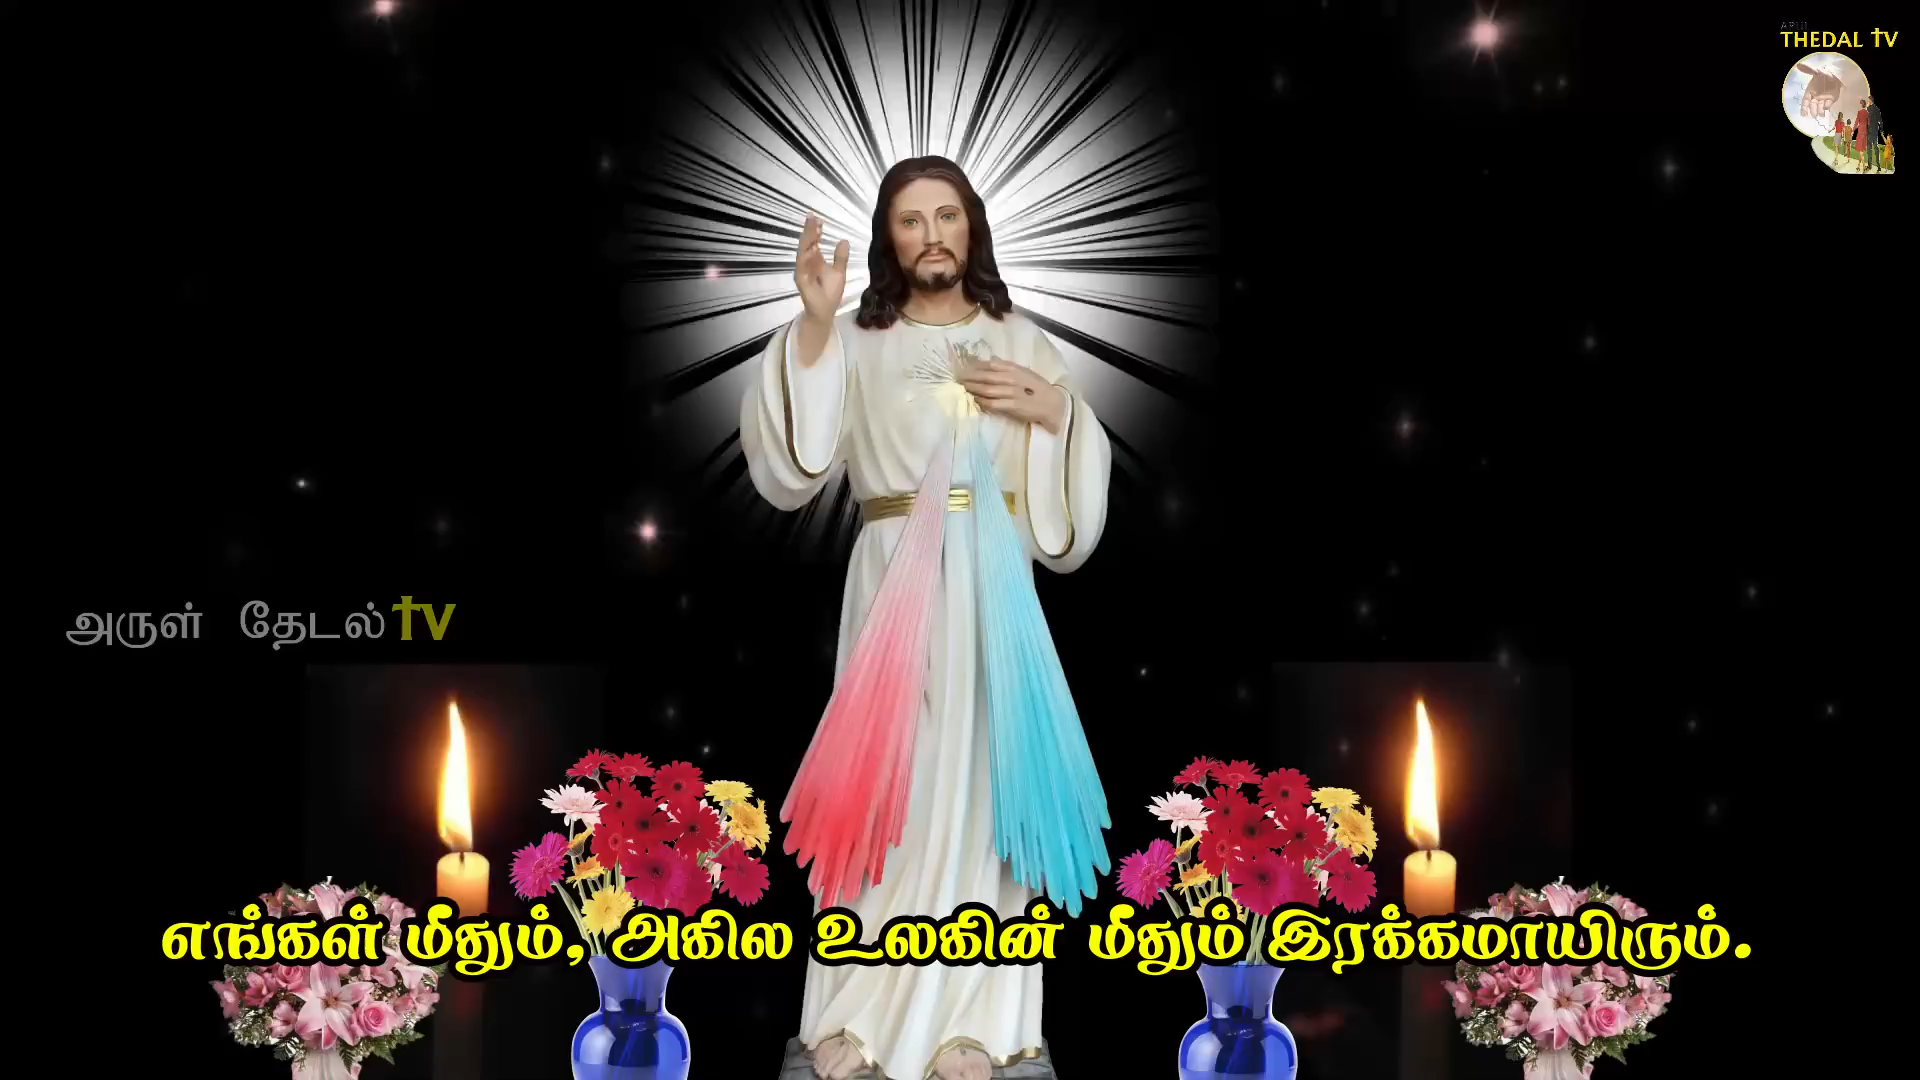 THEDAL TV
அருள் தேடல் TV
எங்கள் மீதும், அகில உலகின் மீதும் இரக்கமாயிரும்.